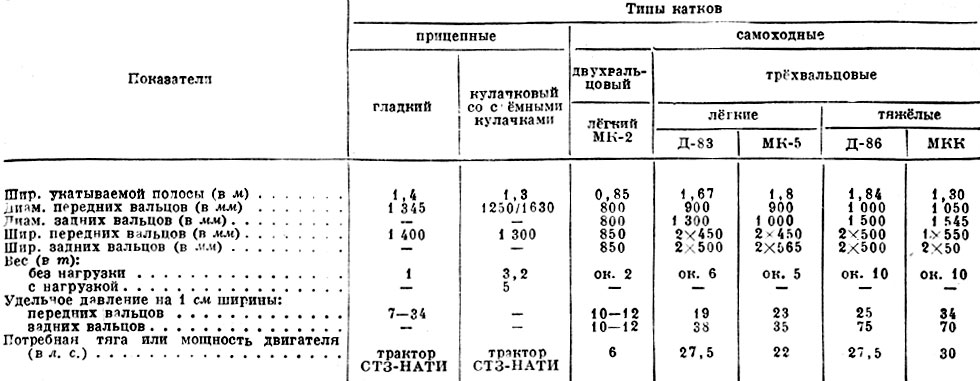 Типы катков
прицепные самоходные
Показатели гладкий кулачковый со съёмными кулачками двухваль-цовый трёхвальцовые
лёгкий МК-2 лёгкие тяжёлые
Д-83 МК-5 Д-86 МКК
Шир. укатываемой полосы (в м) 1,4 1,3 0,85 1,67 1,8 1,84 1,30
Диам. передних вальцов (в мм) 1 345 1250/1630 800 900 900 1 000 1 050
Диам. задних вальцов (в мм) — — 800 1 300 1 000 1 500 1 545
Шир. передних вальцов (в мм) 1 400 1 300 850 2×450 2×450 2×500 1×550
Шир. задних вальцов (в мм) — — 850 2×500 2×565 2×500 2×50
Вес (в т):
без нагрузки 1 3,2 ок. 2 ок. 6 ок. 5 ок. 10 ок. 10
с нагрузкой — 5 — — — — —
Удельное давление на 1 см ширины:
передних вальцов 7—34 — 10—12 19 23 25 34
задних вальцов — — 10—12 38 35 75 70
Потребная тяга или мощность двигателя
(в л. с.) трактор СТЗ-НАТИ трактор СТЗ-НАТИ 6 27,5 22 27,5 30